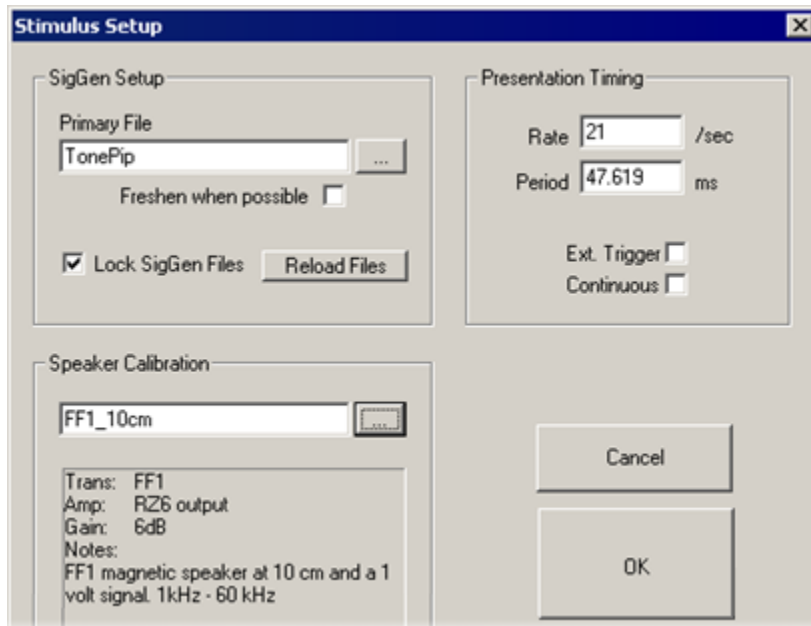 Stimulus Setup
SigGen Setup
Primary File
TonePip
...
Freshen when possible
Lock SigGen Files
Reload Files
Presentation Timing
Rate 21 /sec
Period 47.619 ms
Ext. Trigger
Continuous
Speaker Calibration
FF1_10cm
...
Trans: FF1
Amp: RZ6 output
Gain: 6dB
Notes:
FF1 magnetic speaker at 10 cm and a 1
volt signal. 1kHz - 60 kHz
Cancel
OK